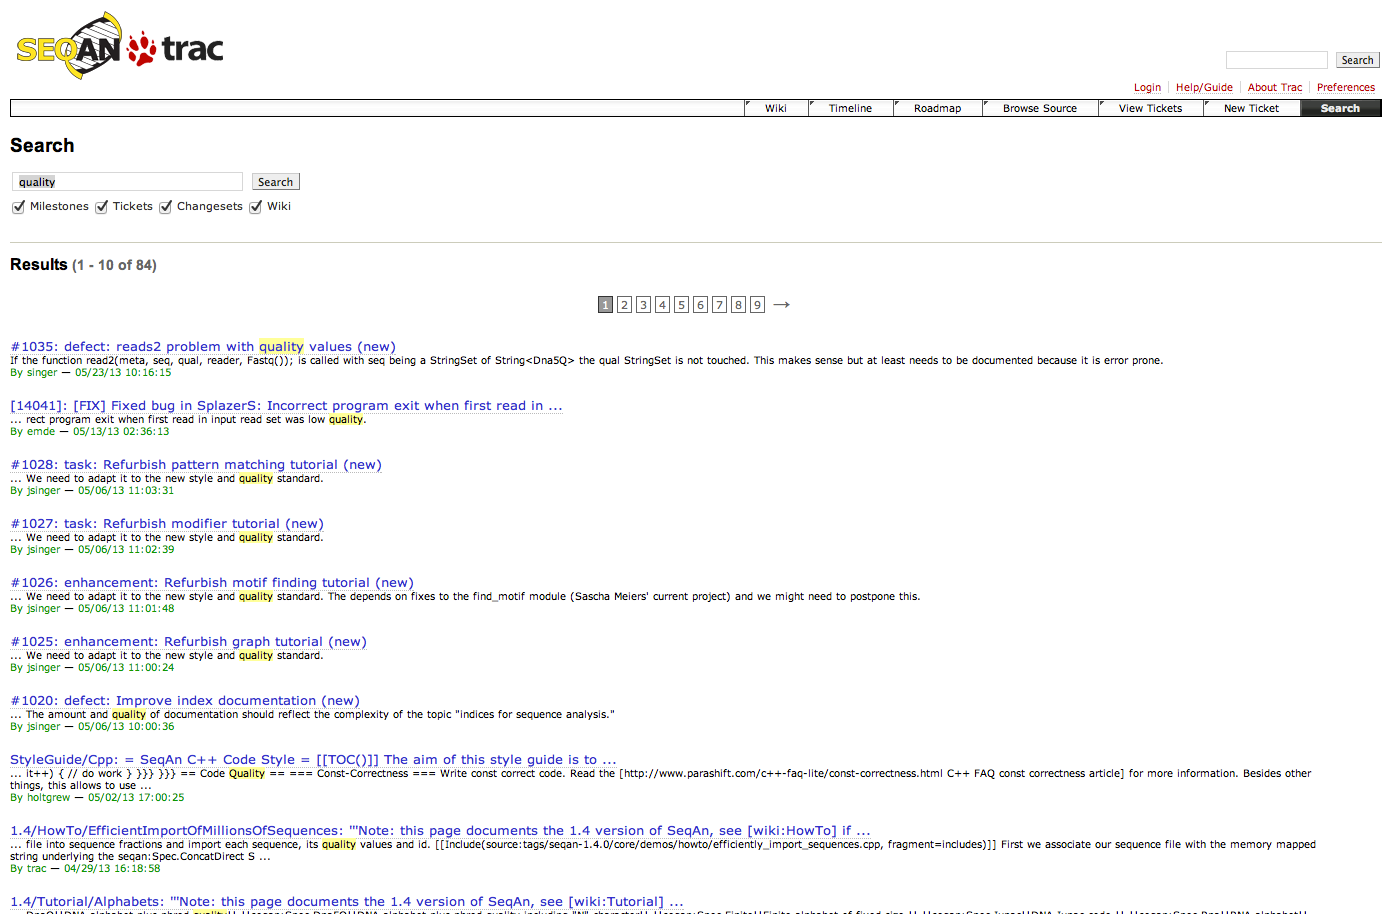 SEQAN trac
Search
Login Help/Guide About Trac Preferences
Wiki Timeline Roadmap Browse Source View Tickets New Ticket Search
Search
quality Search
Milestones Tickets Changesets Wiki
Results (1 - 10 of 84)
1 2 3 4 5 6 7 8 9 →
#1035: defect: reads2 problem with quality values (new)
If the function read2(meta, seq, qual, reader, Fastq()); is called with seq being a StringSet of String<Dna5Q> the qual StringSet is not touched. This makes sense but at least needs to be documented because it is error prone.
By singer — 05/23/13 10:16:15
[14041]: [FIX] Fixed bug in SplazerS: Incorrect program exit when first read in ...
... rect program exit when first read in input read set was low quality.
By emde — 05/13/13 02:36:13
#1028: task: Refurbish pattern matching tutorial (new)
... We need to adapt it to the new style and quality standard.
By jsinger — 05/06/13 11:03:31
#1027: task: Refurbish modifier tutorial (new)
... We need to adapt it to the new style and quality standard.
By jsinger — 05/06/13 11:02:39
#1026: enhancement: Refurbish motif finding tutorial (new)
... We need to adapt it to the new style and quality standard. The depends on fixes to the find_motif module (Sascha Meiers' current project) and we might need to postpone this.
By jsinger — 05/06/13 11:01:48
#1025: enhancement: Refurbish graph tutorial (new)
... We need to adapt it to the new style and quality standard.
By jsinger — 05/06/13 11:00:24
#1020: defect: Improve index documentation (new)
... The amount and quality of documentation should reflect the complexity of the topic "indices for sequence analysis."
By jsinger — 05/06/13 10:00:36
StyleGuide/Cpp: = SeqAn C++ Code Style = [[TOC()]] The aim of this style guide is to ...
... it++) { // do work } }}} }}} == Code Quality == === Const-Correctness === Write const correct code. Read the [http://www.parashift.com/c++-faq-lite/const-correctness.html C++ FAQ const correctness article] for more information. Besides other
things, this allows to use ...
By holtgrew — 05/02/13 17:00:25
1.4/HowTo/EfficientImportOfMillionsOfSequences: '''Note: this page documents the 1.4 version of SeqAn, see [wiki:HowTo] if ...
... file into sequence fractions and import each sequence, its quality values and id. [[Include(source:tags/seqan-1.4.0/core/demos/howto/efficiently_import_sequences.cpp, fragment=includes)]] First we associate our sequence file with the memory mapped
string underlying the seqan:Spec.ConcatDirect S ...
By trac — 04/29/13 16:18:58
1.4/Tutorial/Alphabets: '''Note: this page documents the 1.4 version of SeqAn, see [wiki:Tutorial] ...